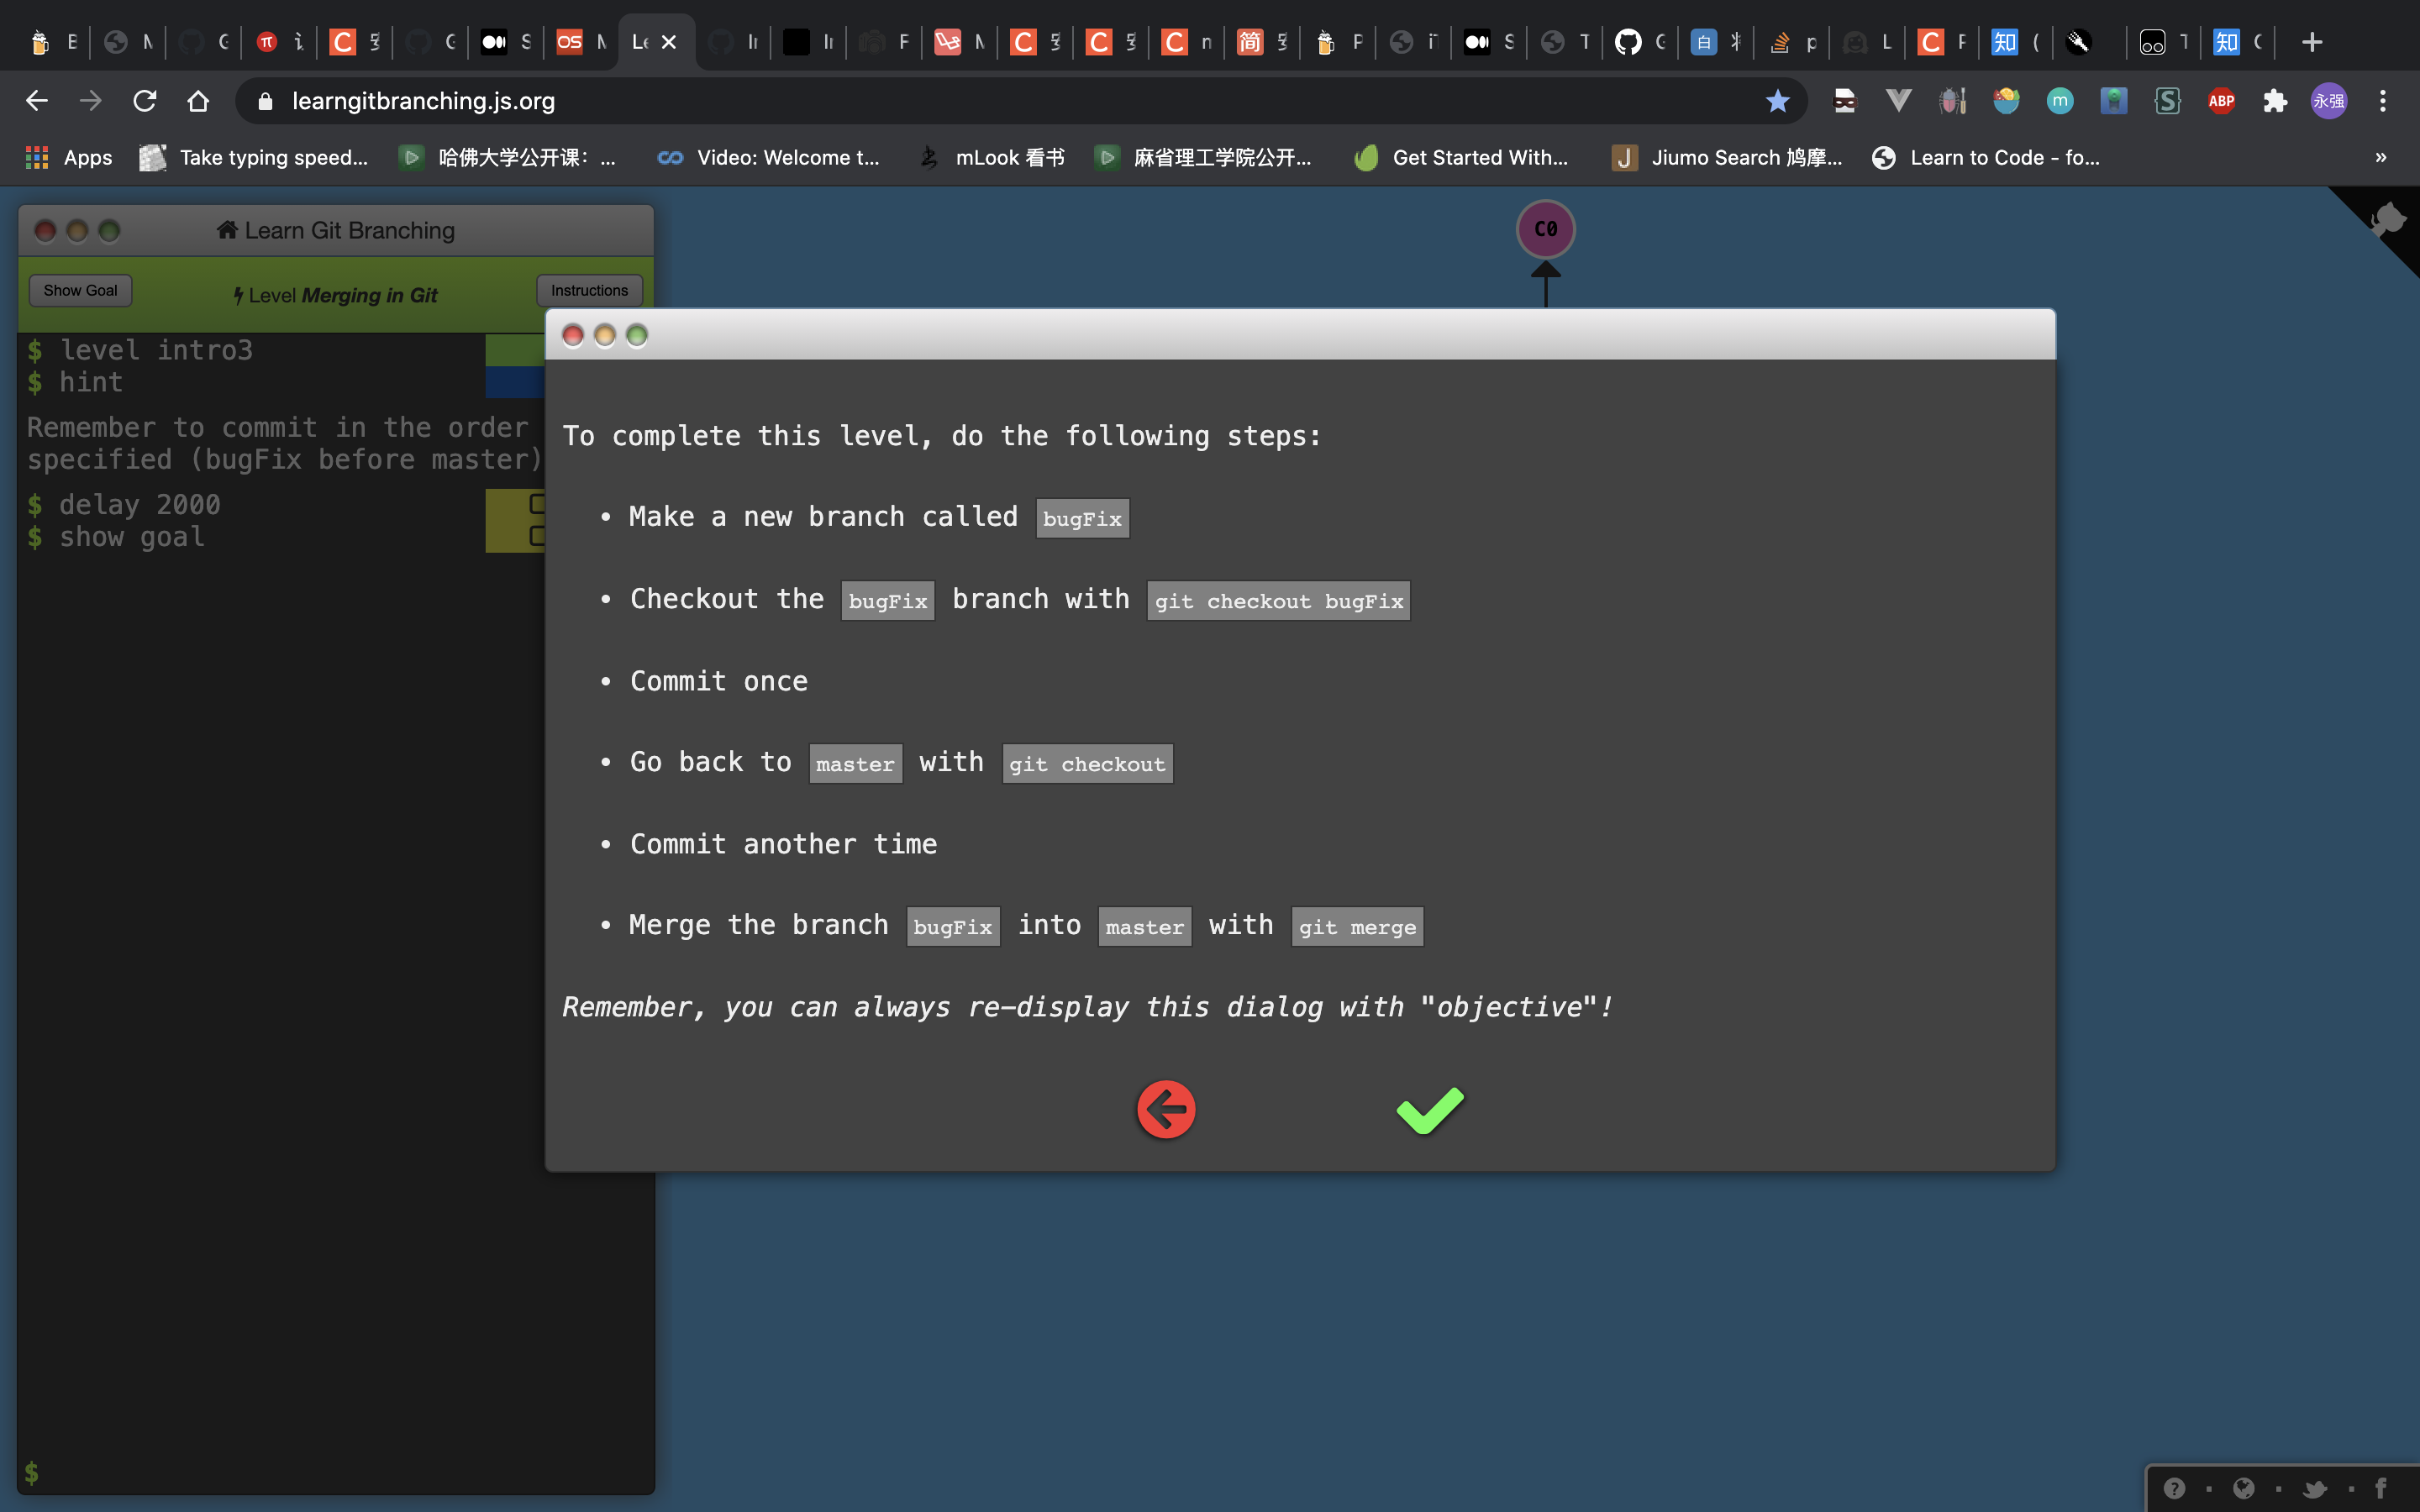 learngitbranching.js.org
永强
Apps
Take typing speed...
哈佛大学公开课: ...
Video: Welcome t...
mLook 看书
麻省理工学院公开...
Get Started With...
Jiumo Search 鸠摩...
Learn to Code - fo...
»
Learn Git Branching
Show Goal
Level Merging in Git
Instructions
C0
$ level intro3
$ hint
Remember to commit in the order
specified (bugFix before master)
$ delay 2000
$ show goal
$
To complete this level, do the following steps:
• Make a new branch called bugFix
• Checkout the bugFix branch with git checkout bugFix
• Commit once
• Go back to master with git checkout
• Commit another time
• Merge the branch bugFix into master with git merge
Remember, you can always re-display this dialog with "objective"!